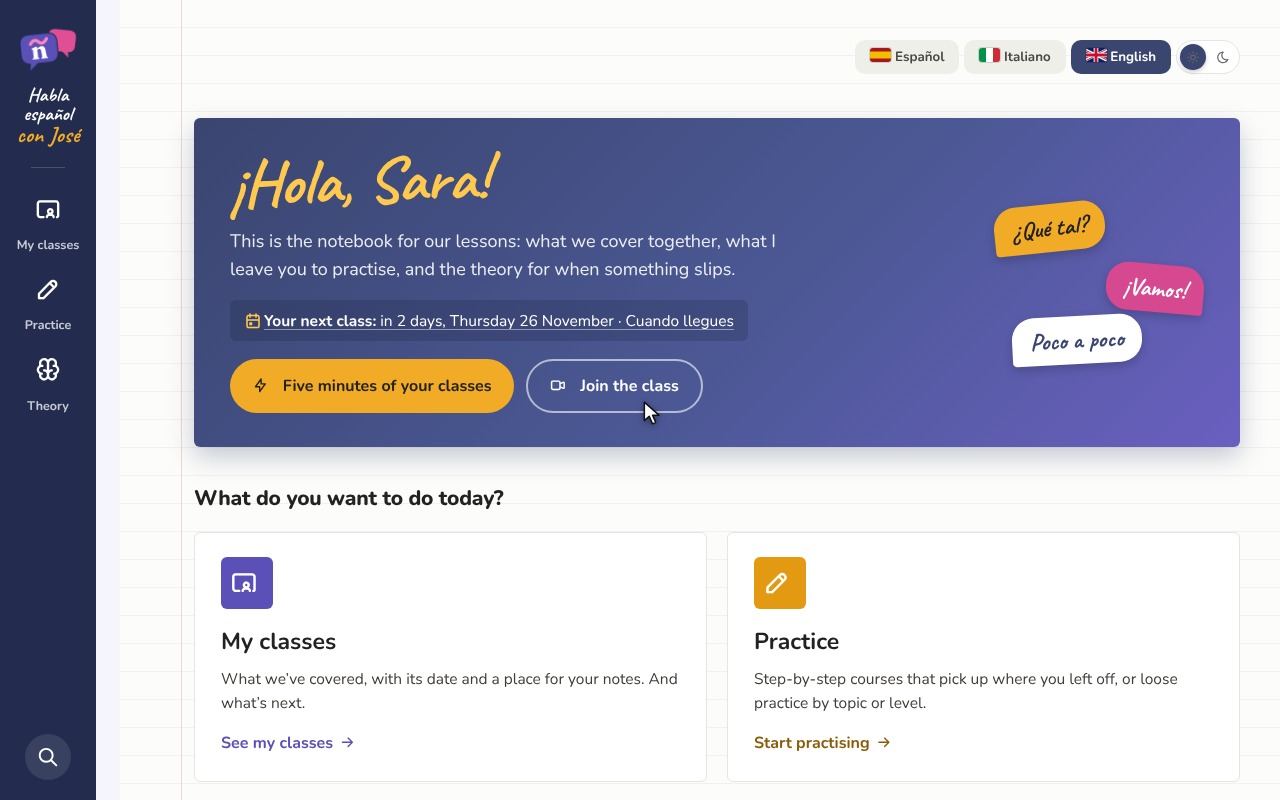 ñ
Habla
español
con José
My classes
Practice
Theory
Español
Italiano
English
¡Hola, Sara!
This is the notebook for our lessons: what we cover together, what I
leave you to practise, and the theory for when something slips.
Your next class: in 2 days, Thursday 26 November · Cuando llegues
Five minutes of your classes
Join the class
¿Qué tal?
¡Vamos!
Poco a poco
What do you want to do today?
My classes
What we’ve covered, with its date and a place for your notes. And
what’s next.
See my classes →
Practice
Step-by-step courses that pick up where you left off, or loose
practice by topic or level.
Start practising →